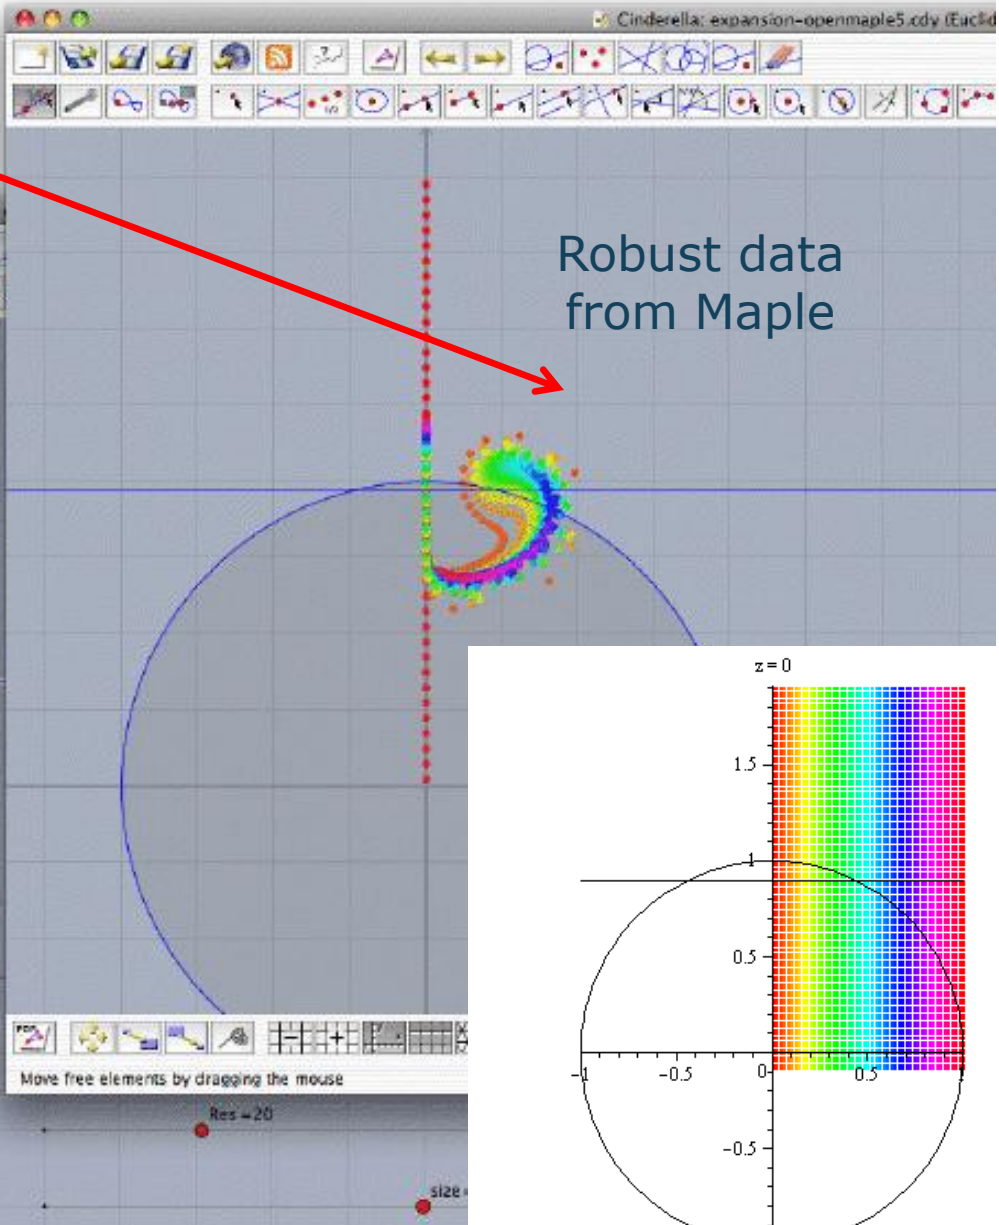 Cinderella: expansion-openmaple5.cdy (Euclid
Robust data
from Maple
Move free elements by dragging the mouse
Res =20
size
z = 0
1.5
1
0.5
-1
-0.5
0
0.5
1
-0.5